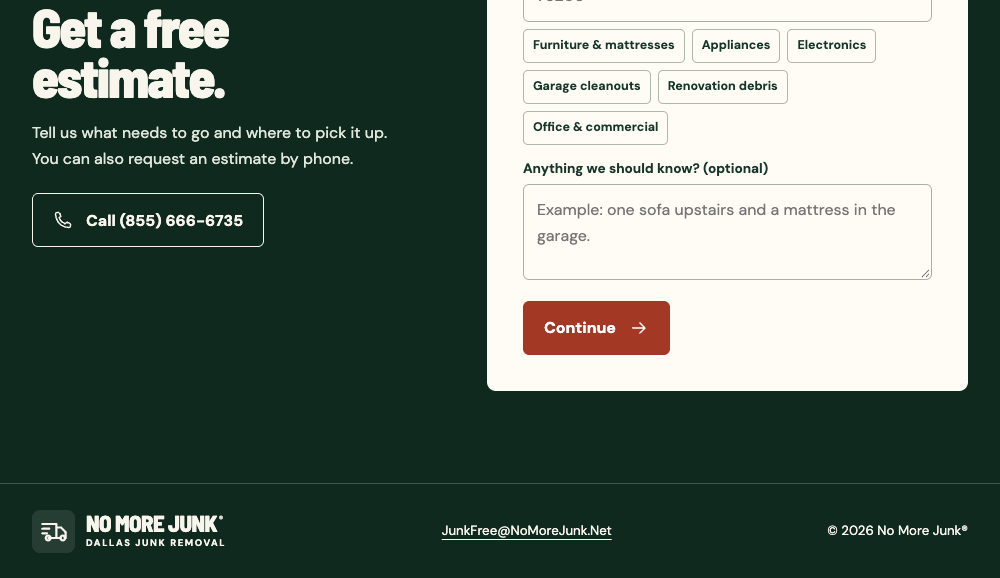 Get a free
estimate.
Tell us what needs to go and where to pick it up.
You can also request an estimate by phone.
Call (855) 666-6735
Furniture & mattresses
Appliances
Electronics
Garage cleanouts
Renovation debris
Office & commercial
Anything we should know? (optional)
Example: one sofa upstairs and a mattress in the
garage.
Continue
NO MORE JUNK®
DALLAS JUNK REMOVAL
JunkFree@NoMoreJunk.Net
© 2026 No More Junk®